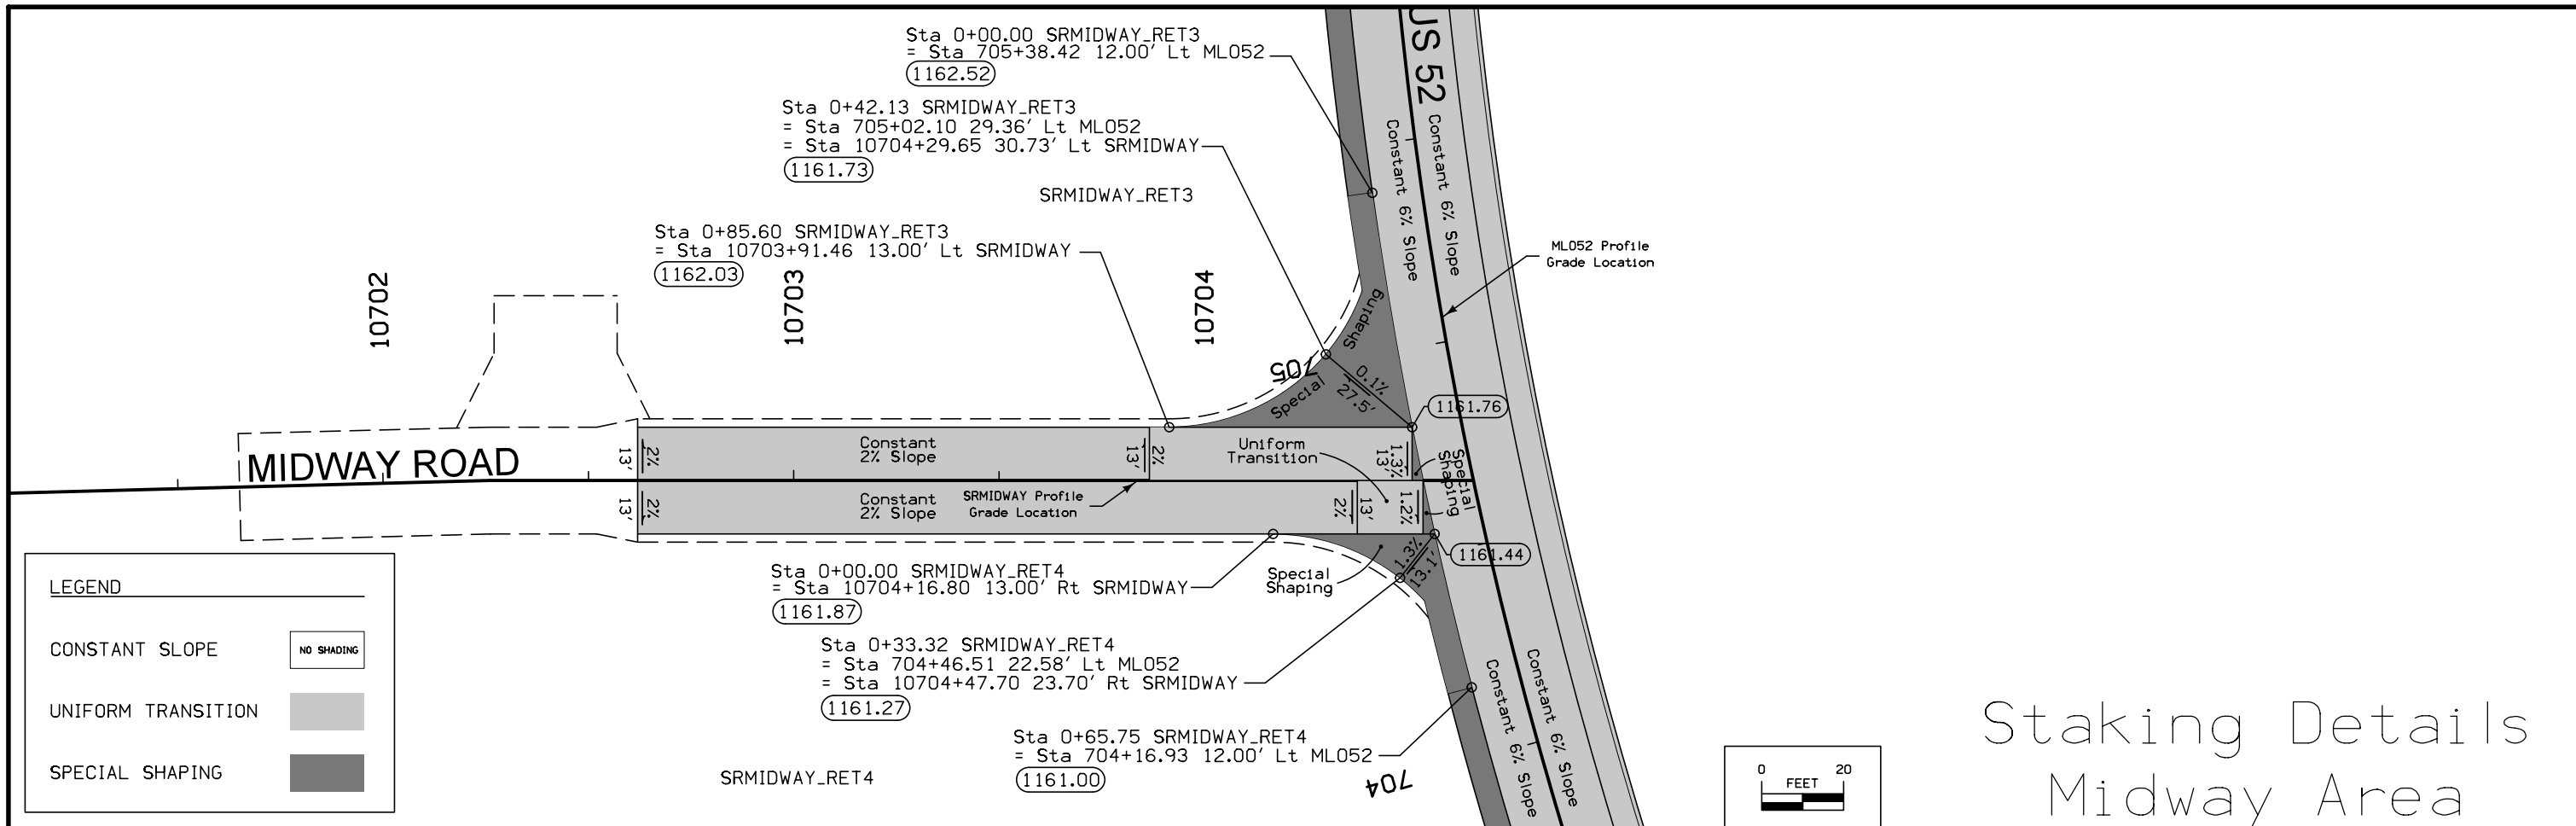 Sta 0+00.00 SRMIDWAY_RET3
= Sta 705+38.42 12.00' Lt ML052
1162.52
Sta 0+42.13 SRMIDWAY_RET3
= Sta 705+02.10 29.36' Lt ML052
= Sta 10704+29.65 30.73' Lt SRMIDWAY
1161.73
SRMIDWAY_RET3
Sta 0+85.60 SRMIDWAY_RET3
= Sta 10703+91.46 13.00' Lt SRMIDWAY
1162.03
US 52
Constant 6% Slope
Constant 6% Slope
ML052 Profile
Grade Location
10702
10703
10704
705
Special Shaping
0.1%
27.5'
1161.76
MIDWAY ROAD
13'
2%
Constant
2% Slope
13'
2%
Uniform
Transition
1.3%
13'
Special
Shaping
13'
2%
Constant
2% Slope
SRMIDWAY Profile
Grade Location
2%
13'
1.2%
1161.44
1.3%
13.1'
Special
Shaping
Sta 0+00.00 SRMIDWAY_RET4
= Sta 10704+16.80 13.00' Rt SRMIDWAY
1161.87
Sta 0+33.32 SRMIDWAY_RET4
= Sta 704+46.51 22.58' Lt ML052
= Sta 10704+47.70 23.70' Rt SRMIDWAY
1161.27
Sta 0+65.75 SRMIDWAY_RET4
= Sta 704+16.93 12.00' Lt ML052
1161.00
SRMIDWAY_RET4
704
Constant 6% Slope
Constant 6% Slope
LEGEND
CONSTANT SLOPE
NO SHADING
UNIFORM TRANSITION
SPECIAL SHAPING
0 20
FEET
Staking Details
Midway Area